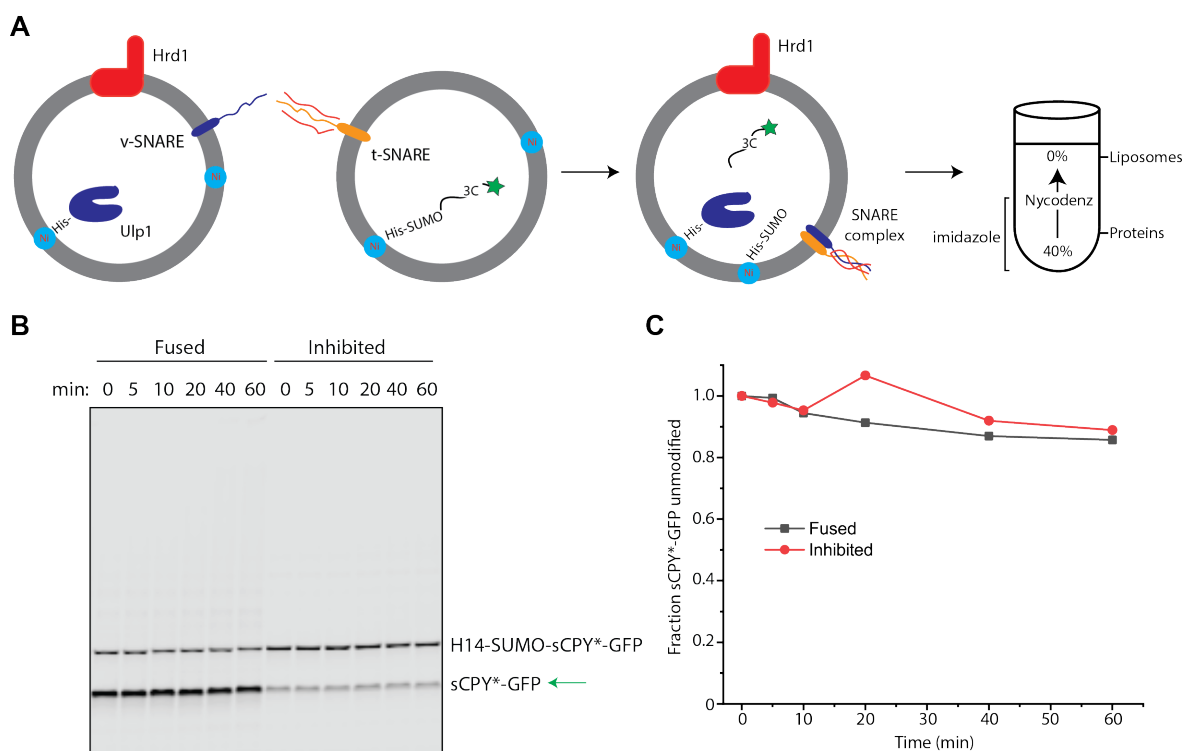 A
Hrd1
v-SNARE
Ni
His-
Ulp1
Ni
t-SNARE
Ni
3C
His-SUMO
Ni
Hrd1
3C
His-
His-SUMO
SNARE
complex
Ni
Ni
0%
Liposomes
Nycodenz
imidazole
Proteins
40%
B
Fused Inhibited
min: 0 5 10 20 40 60 0 5 10 20 40 60
H14-SUMO-sCPY*-GFP
sCPY*-GFP
C
Fraction sCPY*-GFP unmodified
1.0
0.8
0.6
0.4
0.2
0
Fused
Inhibited
0 10 20 30 40 50 60
Time (min)